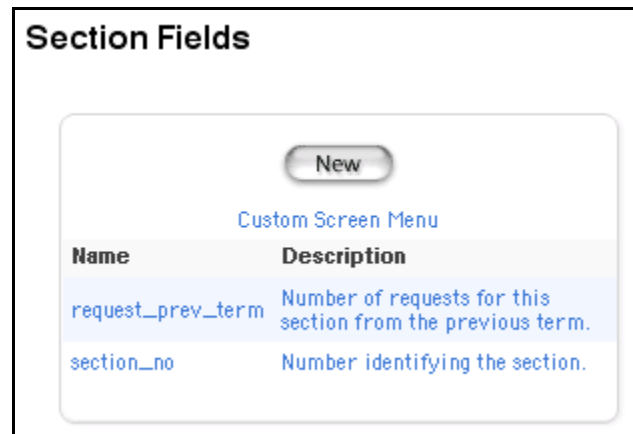 Section Fields
New
Custom Screen Menu
Name Description
request_prev_term Number of requests for this
section from the previous term.
section_no Number identifying the section.